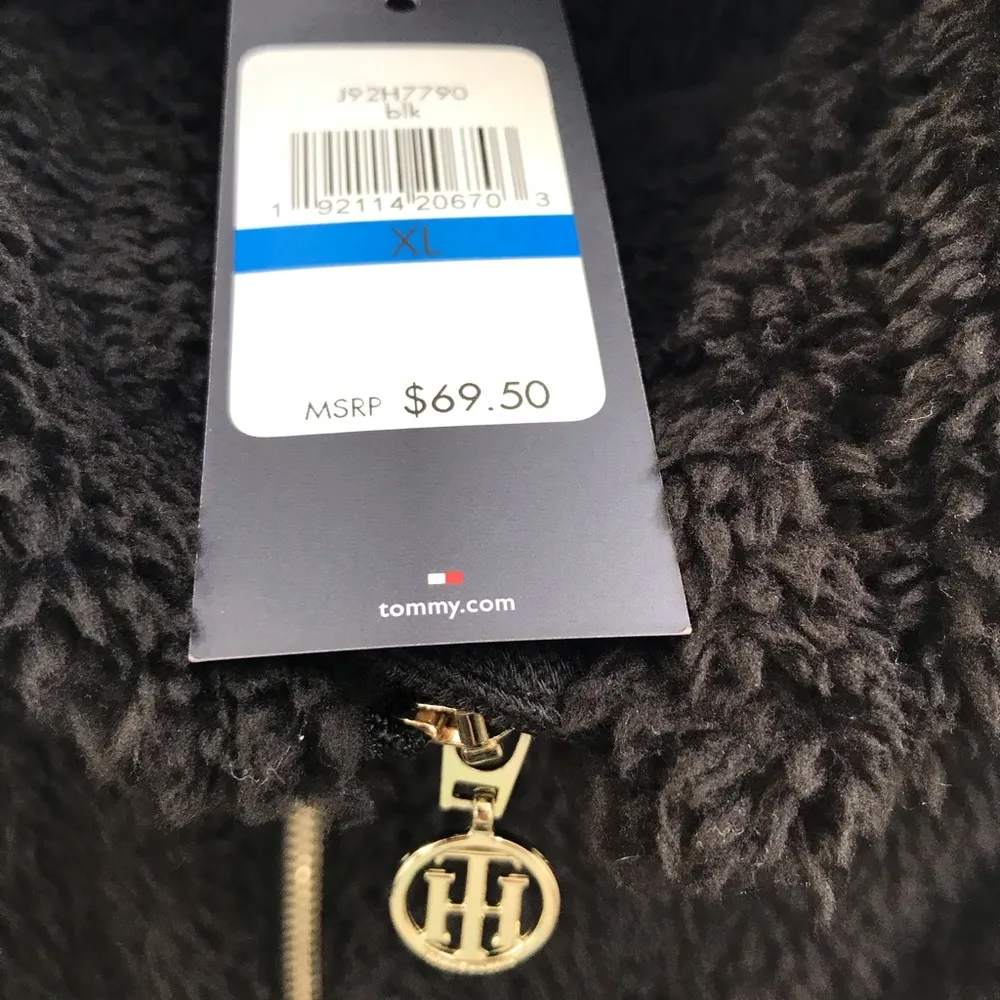 J92H7790
blk
1 92114 20670 3
XL
MSRP $69.50
tommy.com
TH